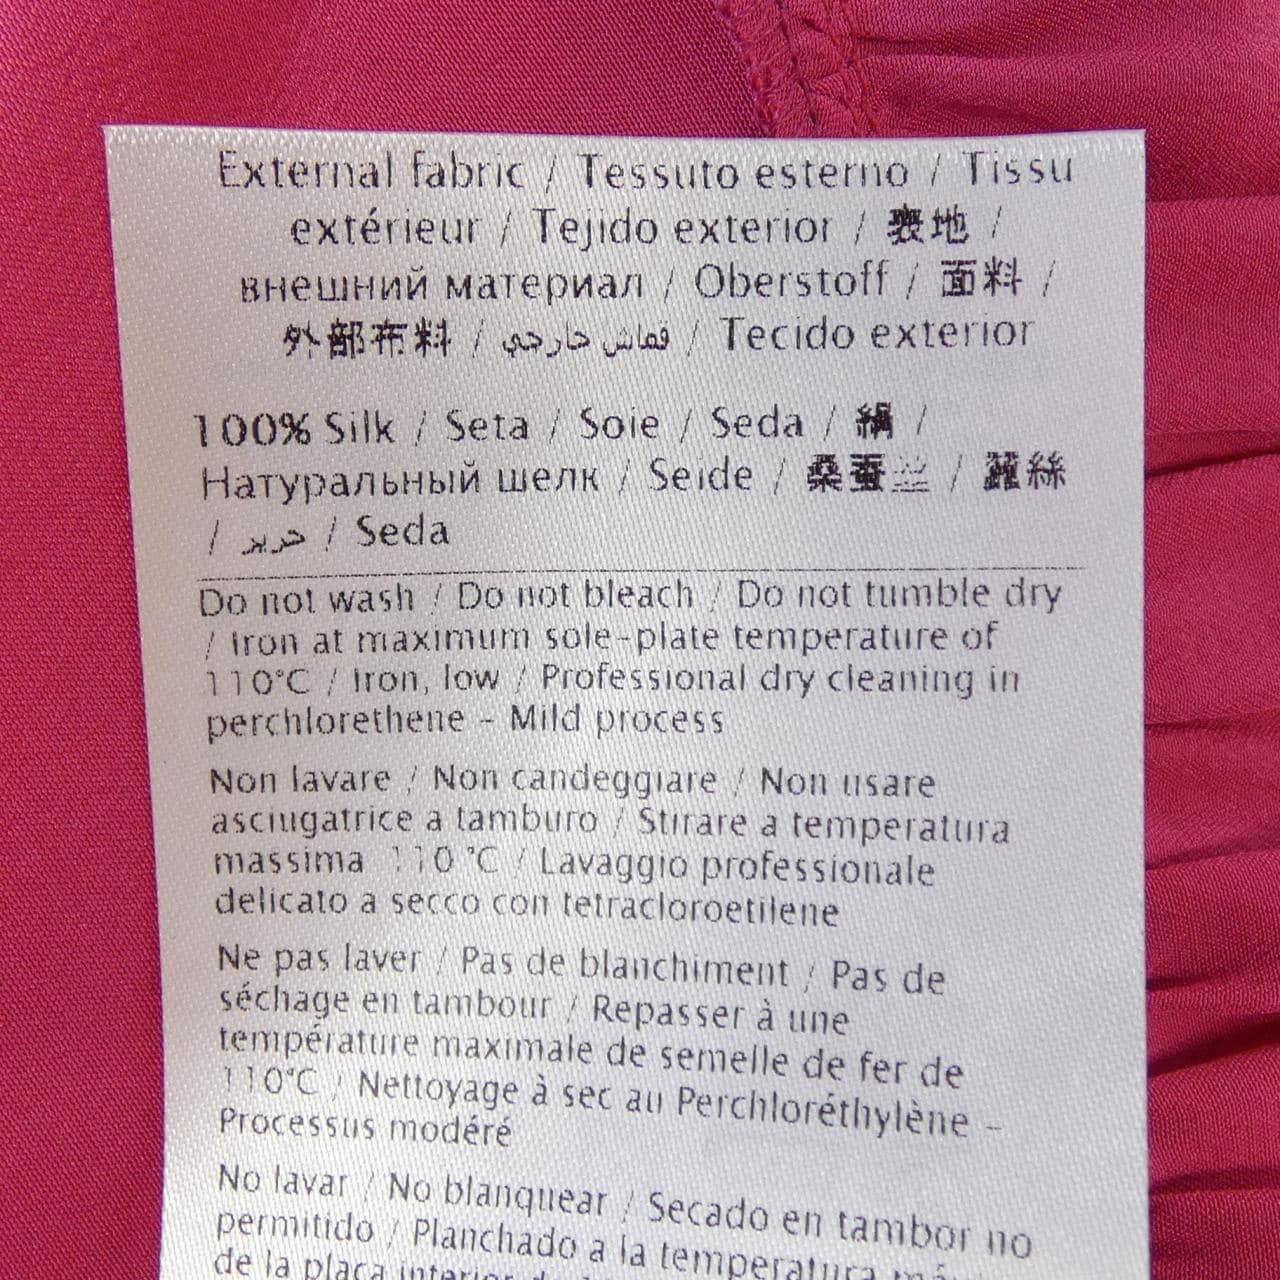 External fabric / Tessuto esterno / Tissu
extérieur / Tejido exterior / 表地 /
внешний материал / Oberstoff / 面料 /
外部布料 / قماش خارجي / Tecido exterior
100% Silk / Seta / Soie / Seda / 絹 /
Натуральный шелк / Seide / 桑蚕丝 / 蠶絲
/ حرير / Seda
Do not wash / Do not bleach / Do not tumble dry
/ Iron at maximum sole-plate temperature of
110°C / Iron, low / Professional dry cleaning in
perchlorethene - Mild process
Non lavare / Non candeggiare / Non usare
asciugatrice a tamburo / Stirare a temperatura
massima 110 °C / Lavaggio professionale
delicato a secco con tetracloroetilene
Ne pas laver / Pas de blanchiment / Pas de
séchage en tambour / Repasser à une
température maximale de semelle de fer de
110°C / Nettoyage à sec au Perchloréthylène -
Processus modéré
No lavar / No blanquear / Secado en tambor no
permitido / Planchado a la temperatura
de la placa